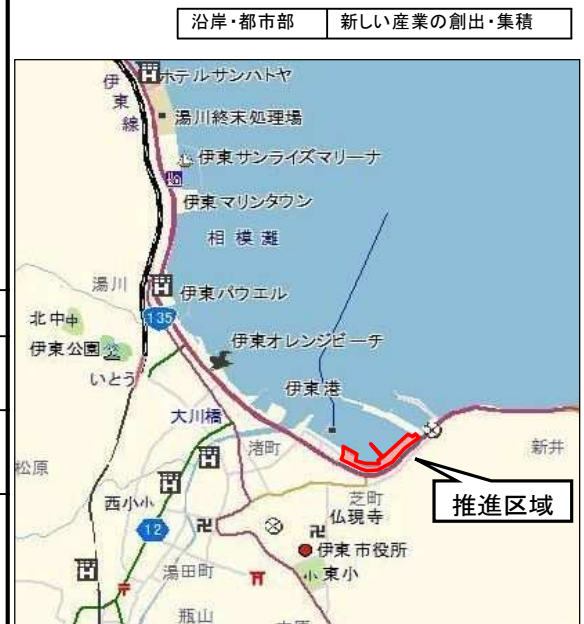 沿岸・都市部 新しい産業の創出・集積
ホテルサンハトヤ
伊東線
湯川終末処理場
伊東サンライズマリーナ
伊東マリンタウン
相模灘
湯川
伊東パウエル
135
北中
伊東公園
伊東オレンジビーチ
いとう
伊東港
大川橋
渚町
新井
松原
推進区域
芝町
西小
仏現寺
12
伊東市役所
湯田町
東小
瓶山